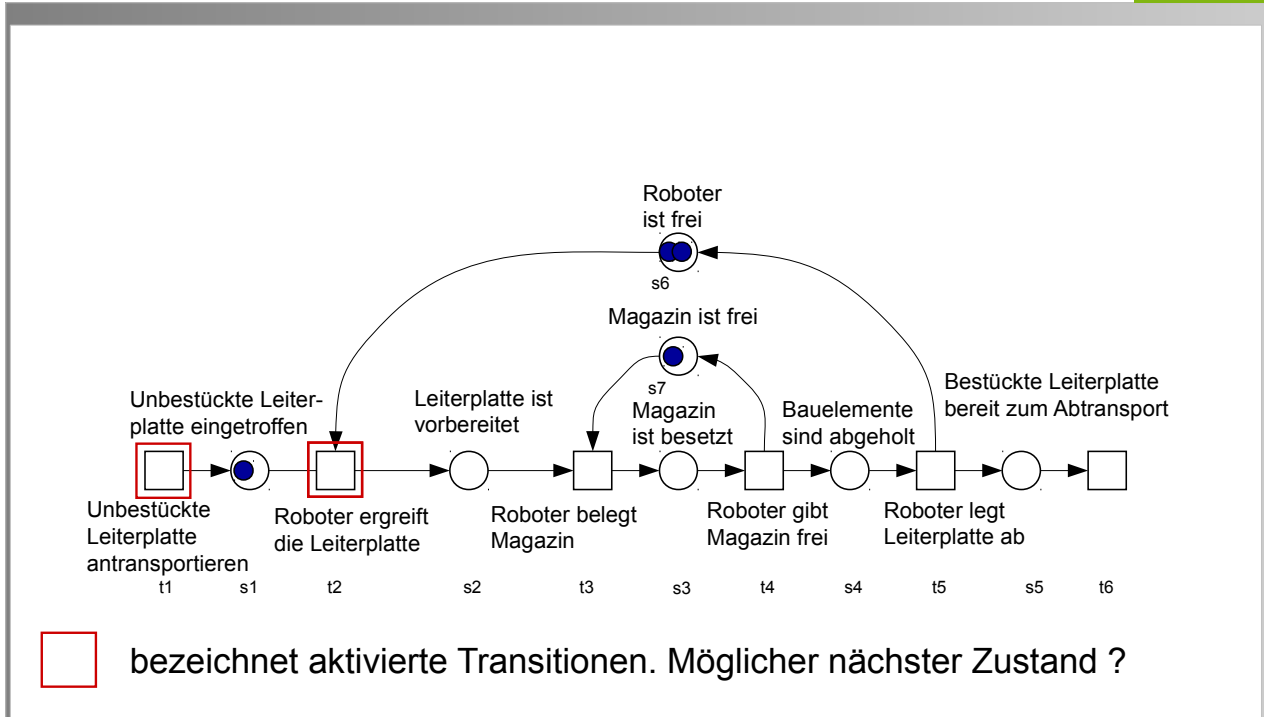 Roboter
ist frei
s6
Magazin ist frei
s7
Unbestückte Leiter-
platte eingetroffen
Leiterplatte ist
vorbereitet
Magazin
ist besetzt
Bauelemente
sind abgeholt
Bestückte Leiterplatte
bereit zum Abtransport
Unbestückte
Leiterplatte
antransportieren
Roboter ergreift
die Leiterplatte
Roboter belegt
Magazin
Roboter gibt
Magazin frei
Roboter legt
Leiterplatte ab
t1 s1 t2 s2 t3 s3 t4 s4 t5 s5 t6
bezeichnet aktivierte Transitionen. Möglicher nächster Zustand ?